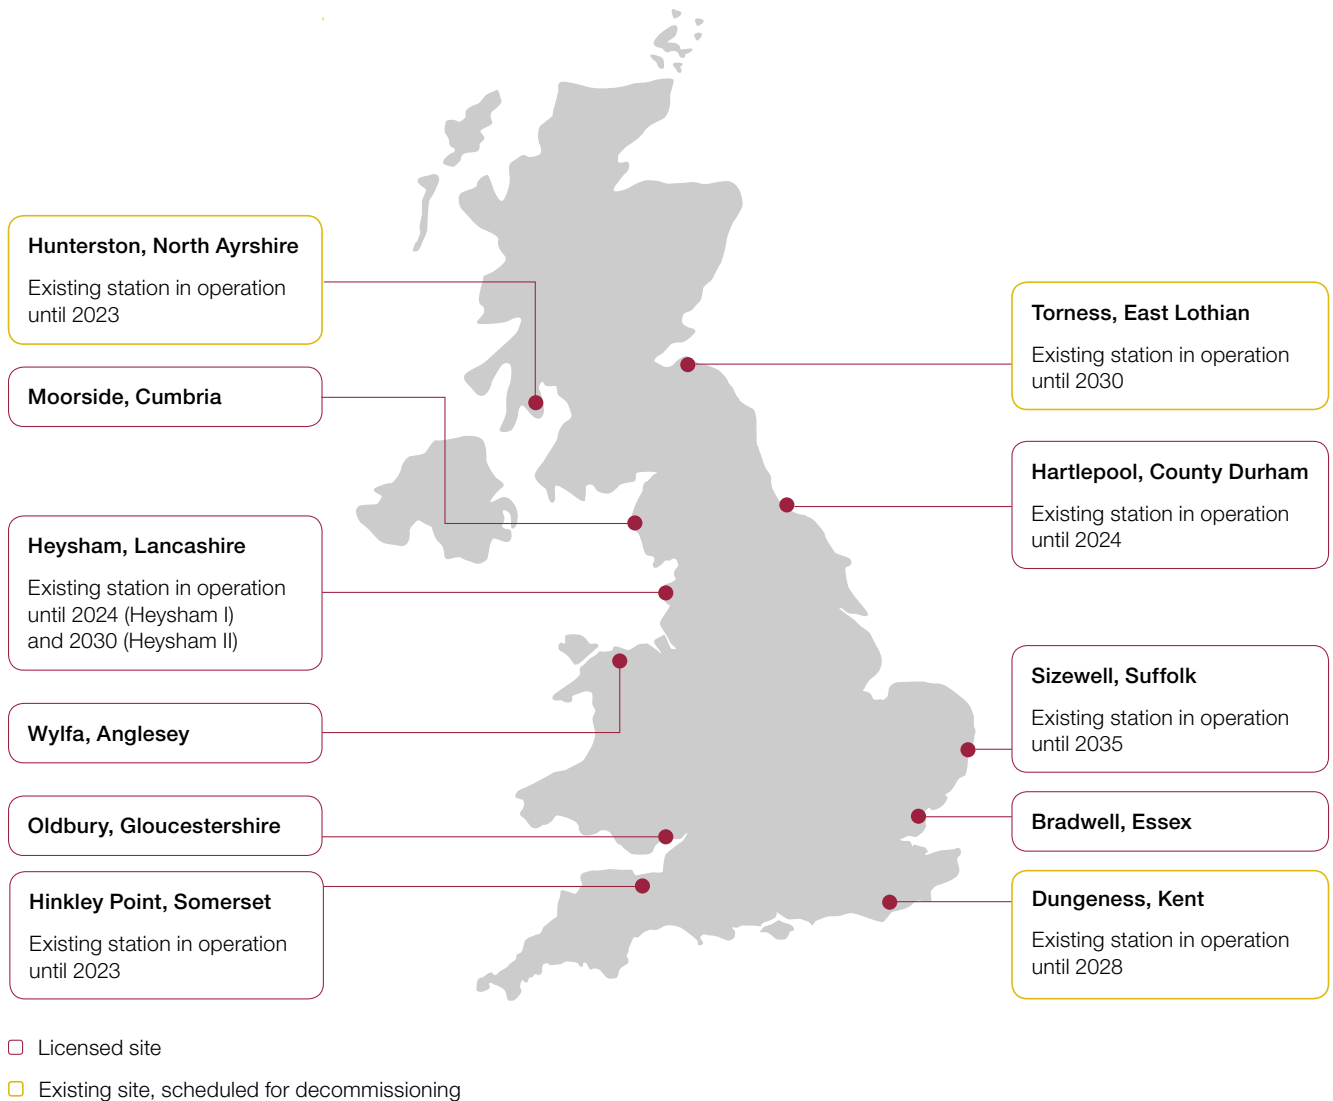 Hunterston, North Ayrshire
Existing station in operation
until 2023
Moorside, Cumbria
Heysham, Lancashire
Existing station in operation
until 2024 (Heysham I)
and 2030 (Heysham II)
Wylfa, Anglesey
Oldbury, Gloucestershire
Hinkley Point, Somerset
Existing station in operation
until 2023
Torness, East Lothian
Existing station in operation
until 2030
Hartlepool, County Durham
Existing station in operation
until 2024
Sizewell, Suffolk
Existing station in operation
until 2035
Bradwell, Essex
Dungeness, Kent
Existing station in operation
until 2028
Licensed site
Existing site, scheduled for decommissioning